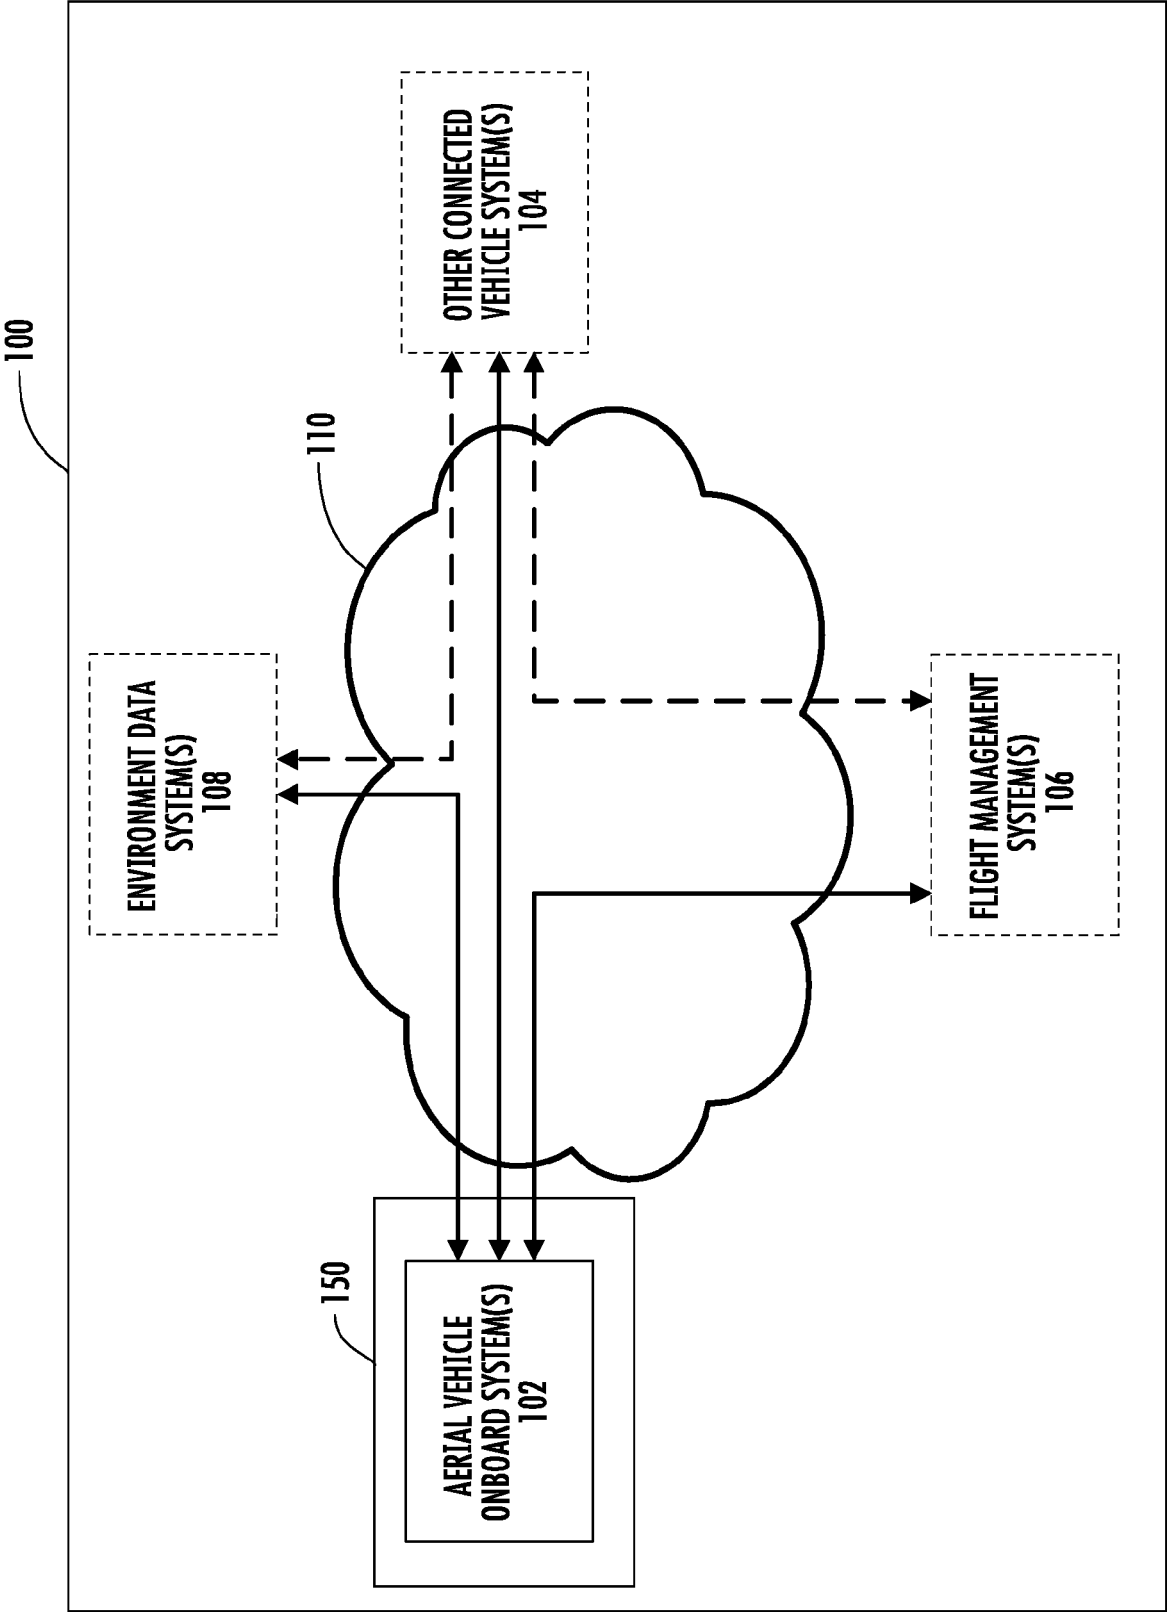 100
ENVIRONMENT DATA
SYSTEM(S)
108
110
150
AERIAL VEHICLE
ONBOARD SYSTEM(S)
102
OTHER CONNECTED
VEHICLE SYSTEM(S)
104
FLIGHT MANAGEMENT
SYSTEM(S)
106